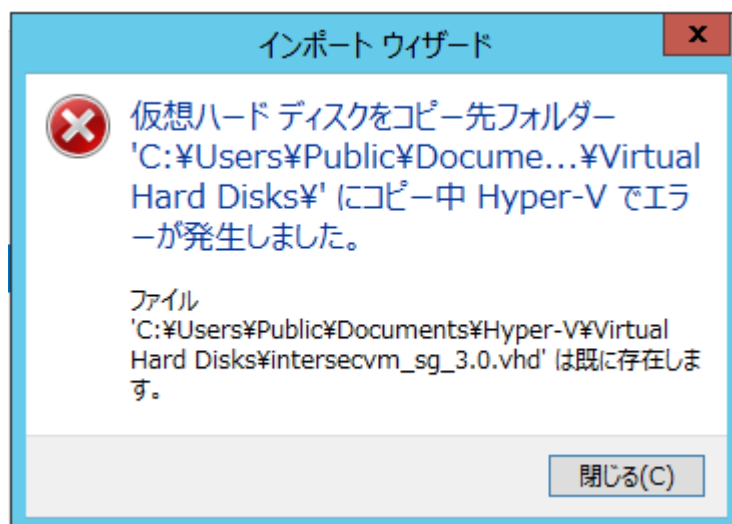 インポート ウィザード
x
仮想ハード ディスクをコピー先フォルダー
'C:¥Users¥Public¥Docume...¥Virtual
Hard Disks¥' にコピー中 Hyper-V でエラ
ーが発生しました。
ファイル
'C:¥Users¥Public¥Documents¥Hyper-V¥Virtual
Hard Disks¥intersecvm_sg_3.0.vhd' は既に存在しま
す。
閉じる(C)